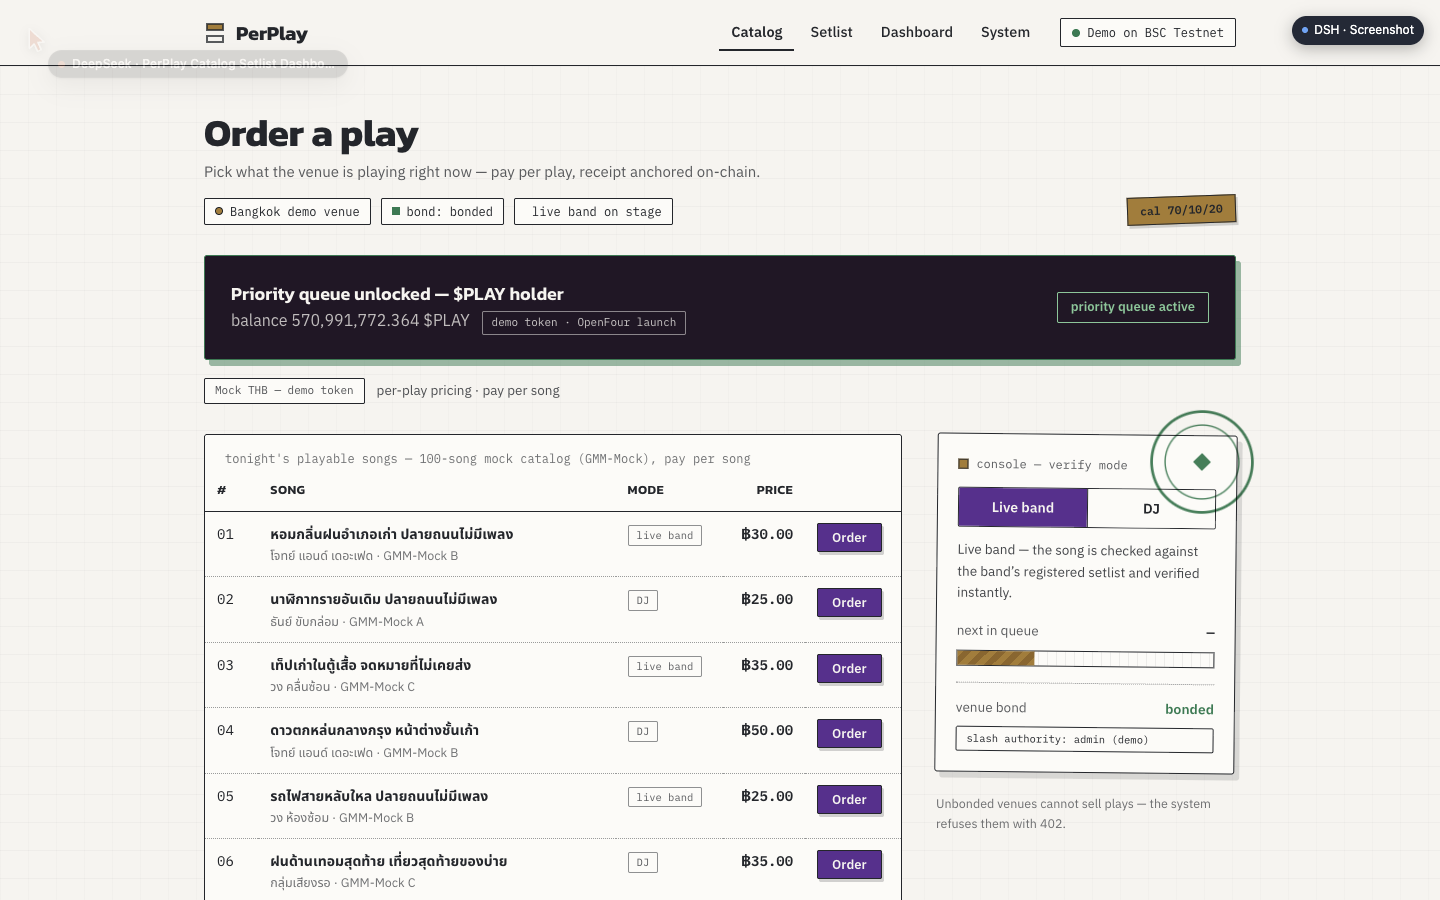 PerPlay
Catalog Setlist Dashboard System
Demo on BSC Testnet
DSH · Screenshot
DeepSeek · PerPlay Catalog Setlist Dashbo...
Order a play
Pick what the venue is playing right now — pay per play, receipt anchored on-chain.
Bangkok demo venue
bond: bonded
live band on stage
cal 70/10/20
Priority queue unlocked — $PLAY holder
balance 570,991,772.364 $PLAY
demo token · OpenFour launch
priority queue active
Mock THB — demo token
per-play pricing · pay per song
tonight's playable songs — 100-song mock catalog (GMM-Mock), pay per song
# SONG MODE PRICE
01 หอมกลิ่นฝนอำเภอเก่า ปลายถนนไม่มีเพลง live band ฿30.00 Order
โจทย์ แอนด์ เดอะเฟด · GMM-Mock B
02 นาฬิกาทรายอันเดิม ปลายถนนไม่มีเพลง DJ ฿25.00 Order
ธันย์ ขับกล่อม · GMM-Mock A
03 เท็ปเก่าในตู้เสื้อ จดหมายที่ไม่เคยส่ง live band ฿35.00 Order
วง คลื่นซ้อน · GMM-Mock C
04 ดาวตกหล่นกลางกรุง หน้าต่างชั้นเก้า DJ ฿50.00 Order
โจทย์ แอนด์ เดอะเฟด · GMM-Mock B
05 รถไฟสายหลับใหล ปลายถนนไม่มีเพลง live band ฿25.00 Order
วง ห้องซ้อม · GMM-Mock B
06 ฝนด้านเทอมสุดท้าย เที่ยวสุดท้ายของบ่าย DJ ฿35.00 Order
กลุ่มเสียงรอ · GMM-Mock C
console — verify mode
Live band DJ
Live band — the song is checked against
the band's registered setlist and verified
instantly.
next in queue –
venue bond bonded
slash authority: admin (demo)
Unbonded venues cannot sell plays — the system
refuses them with 402.